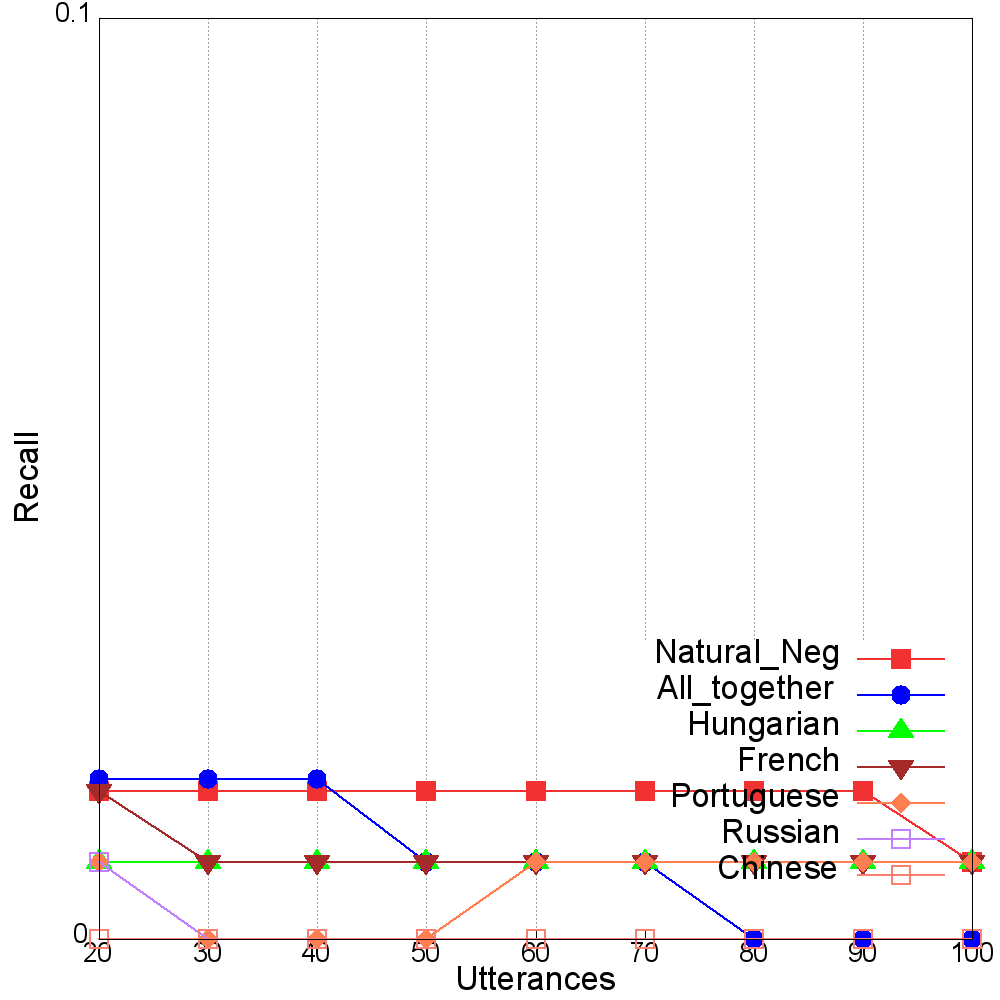 0.1
Recall
Natural_Neg
All_together
Hungarian
French
Portuguese
Russian
Chinese
0
20 30 40 50 60 70 80 90 100
Utterances